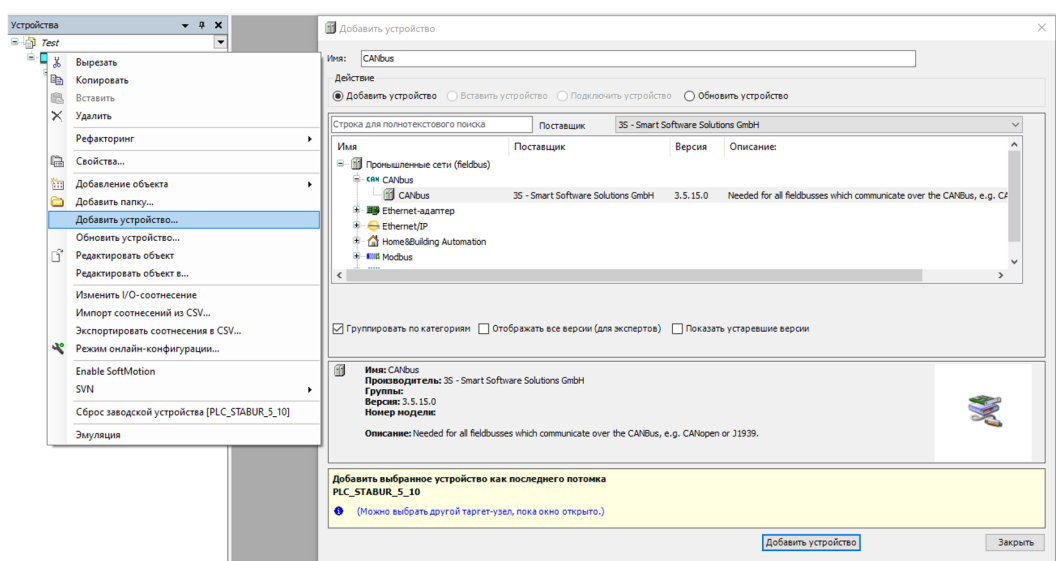 Устройства
Test
Вырезать
Копировать
Вставить
Удалить
Рефакторинг
Свойства...
Добавление объекта
Добавить папку...
Добавить устройство...
Обновить устройство...
Редактировать объект
Редактировать объект в...
Изменить I/O-соотнесение
Импорт соотнесений из CSV...
Экспортировать соотнесения в CSV...
Режим онлайн-конфигурации...
Enable SoftMotion
SVN
Сброс заводской устройства [PLC_STABUR_5_10]
Эмуляция
Добавить устройство
Имя: CANbus
Действие
Добавить устройство Вставить устройство Подключить устройство Обновить устройство
Строка для полнотекстового поиска Поставщик 3S - Smart Software Solutions GmbH
Имя Поставщик Версия Описание:
Промышленные сети (fieldbus)
CAN CANbus
CANbus 3S - Smart Software Solutions GmbH 3.5.15.0 Needed for all fieldbusses which communicate over the CANBus, e.g. CA
Ethernet-адаптер
Ethernet/IP
Home&Building Automation
Modbus
Группировать по категориям Отображать все версии (для экспертов) Показать устаревшие версии
Имя: CANbus
Производитель: 3S - Smart Software Solutions GmbH
Группы:
Версия: 3.5.15.0
Номер модели:
Описание: Needed for all fieldbusses which communicate over the CANBus, e.g. CANopen or J1939.
Добавить выбранное устройство как последнего потомка
PLC_STABUR_5_10
(Можно выбрать другой таргет-узел, пока окно открыто.)
Добавить устройство Закрыть